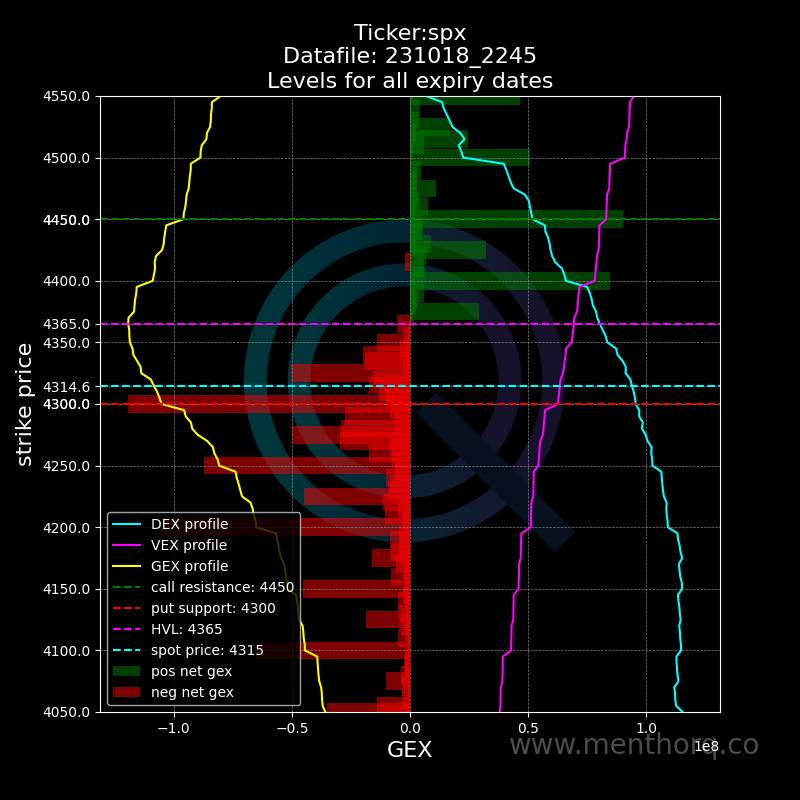 Ticker:spx
Datafile: 231018_2245
Levels for all expiry dates
4550.0
4500.0
4450.0
4400.0
4365.0
4350.0
4314.6
4300.0
4250.0
4200.0
4150.0
4100.0
4050.0
strike price
DEX profile
VEX profile
GEX profile
call resistance: 4450
put support: 4300
HVL: 4365
spot price: 4315
pos net gex
neg net gex
−1.0 −0.5 0.0 0.5 1.0
1e8
GEX
www.menthorq.co